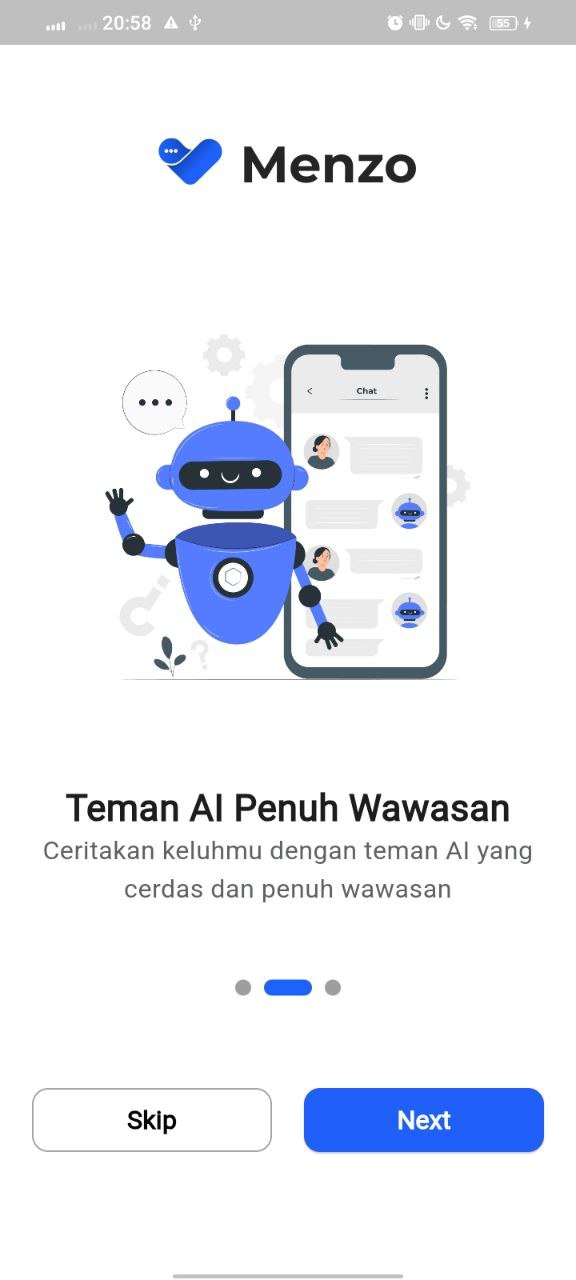 20:58
55
Menzo
Chat
Teman AI Penuh Wawasan
Ceritakan keluhmu dengan teman AI yang
cerdas dan penuh wawasan
Skip
Next